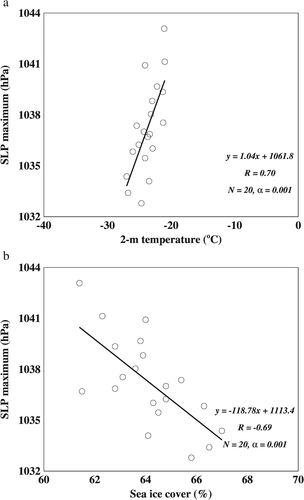 a
1044
1041
1038
1035
1032
SLP maximum (hPa)
y = 1.04x + 1061.8
R = 0.70
N = 20, α = 0.001
-40 -30 -20 -10 0
2-m temperature (°C)
b
1044
1041
1038
1035
1032
SLP maximum (hPa)
y = -118.78x + 1113.4
R = -0.69
N = 20, α = 0.001
60 62 64 66 68 70
Sea ice cover (%)